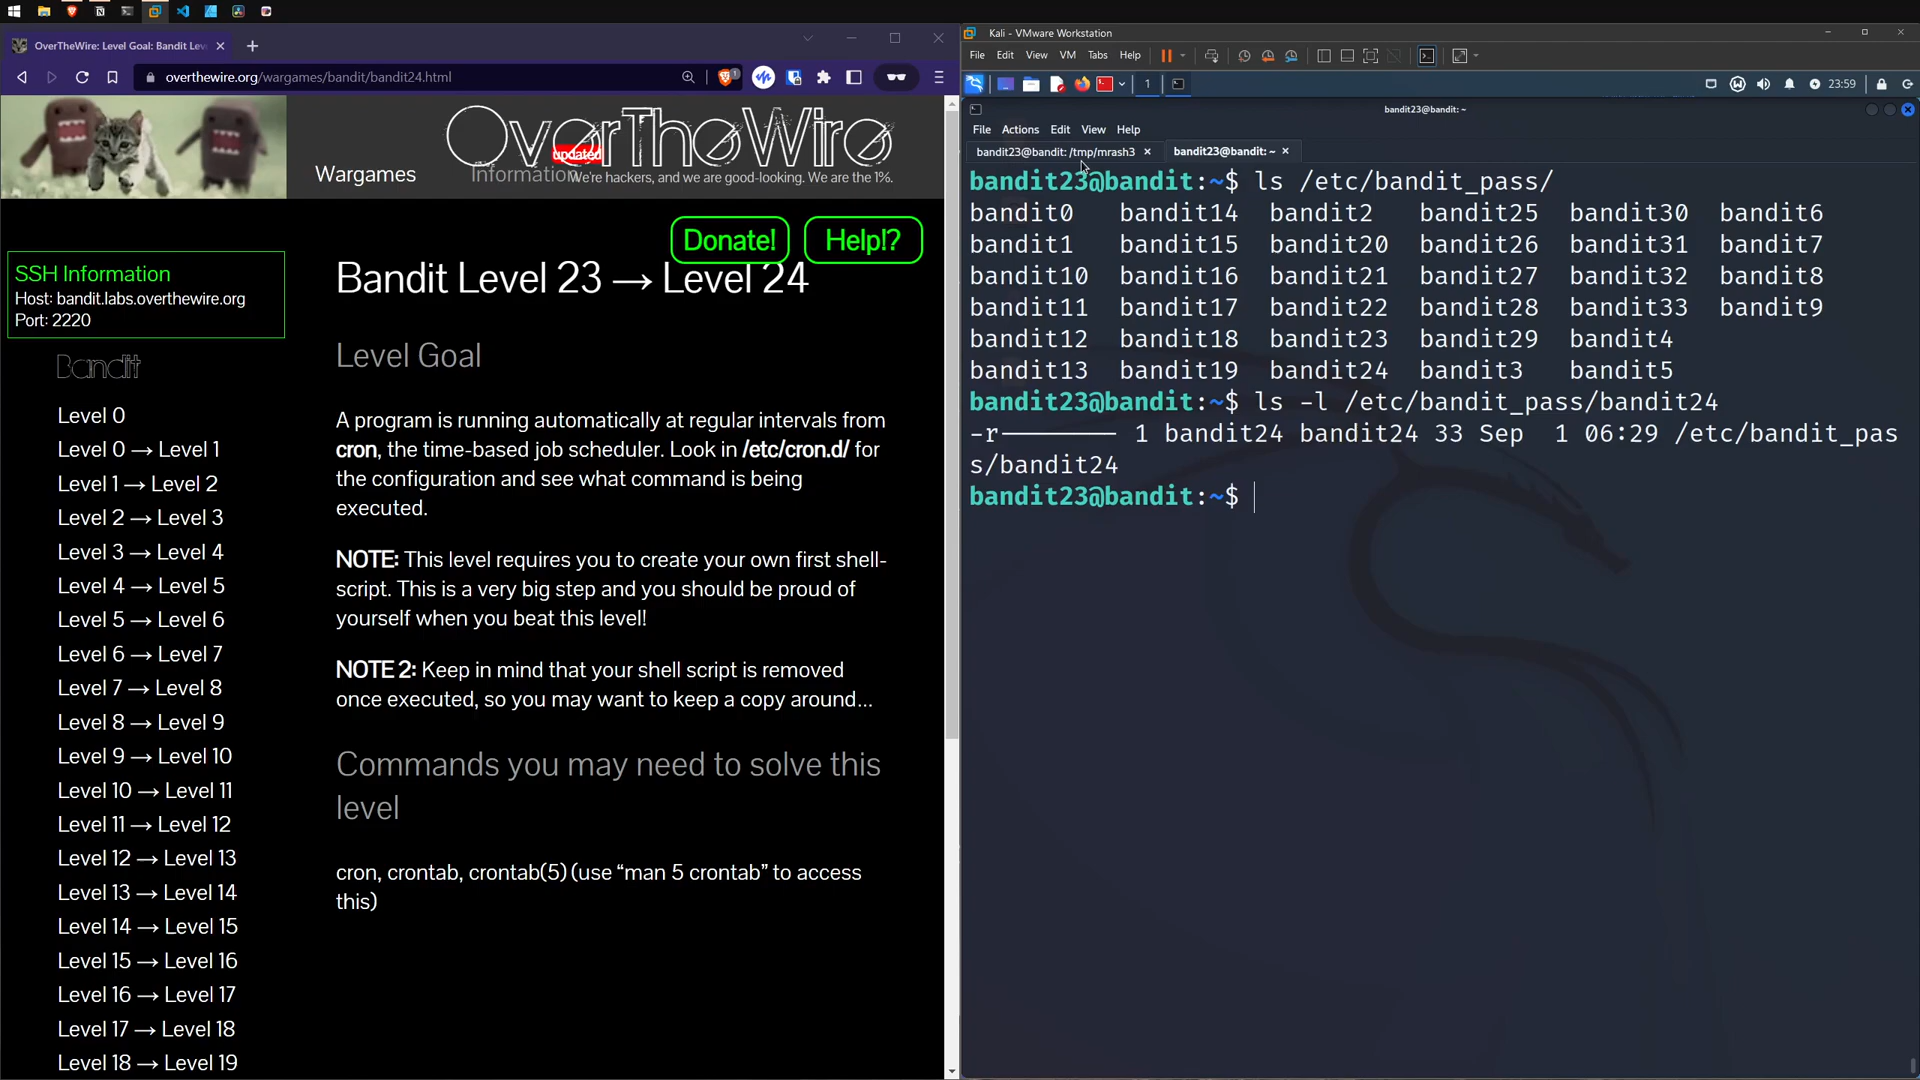 OverTheWire: Level Goal: Bandit Lev
overthewire.org/wargames/bandit/bandit24.html
1
OverTheWire
updated
Wargames
Information
We're hackers, and we are good-looking. We are the 1%.
Donate!
Help!?
SSH Information
Host: bandit.labs.overthewire.org
Port: 2220
Bandit
Level 0
Level 0 → Level 1
Level 1 → Level 2
Level 2 → Level 3
Level 3 → Level 4
Level 4 → Level 5
Level 5 → Level 6
Level 6 → Level 7
Level 7 → Level 8
Level 8 → Level 9
Level 9 → Level 10
Level 10 → Level 11
Level 11 → Level 12
Level 12 → Level 13
Level 13 → Level 14
Level 14 → Level 15
Level 15 → Level 16
Level 16 → Level 17
Level 17 → Level 18
Level 18 → Level 19
Bandit Level 23 → Level 24
Level Goal
A program is running automatically at regular intervals from
cron, the time-based job scheduler. Look in /etc/cron.d/ for
the configuration and see what command is being
executed.
NOTE: This level requires you to create your own first shell-
script. This is a very big step and you should be proud of
yourself when you beat this level!
NOTE 2: Keep in mind that your shell script is removed
once executed, so you may want to keep a copy around…
Commands you may need to solve this
level
cron, crontab, crontab(5) (use “man 5 crontab” to access
this)
Kali - VMware Workstation
File Edit View VM Tabs Help
1
23:59
bandit23@bandit: ~
File Actions Edit View Help
bandit23@bandit: /tmp/mrash3
bandit23@bandit: ~
bandit23@bandit:~$ ls /etc/bandit_pass/
bandit0 bandit14 bandit2 bandit25 bandit30 bandit6
bandit1 bandit15 bandit20 bandit26 bandit31 bandit7
bandit10 bandit16 bandit21 bandit27 bandit32 bandit8
bandit11 bandit17 bandit22 bandit28 bandit33 bandit9
bandit12 bandit18 bandit23 bandit29 bandit4
bandit13 bandit19 bandit24 bandit3 bandit5
bandit23@bandit:~$ ls -l /etc/bandit_pass/bandit24
-r-------- 1 bandit24 bandit24 33 Sep  1 06:29 /etc/bandit_pas
s/bandit24
bandit23@bandit:~$